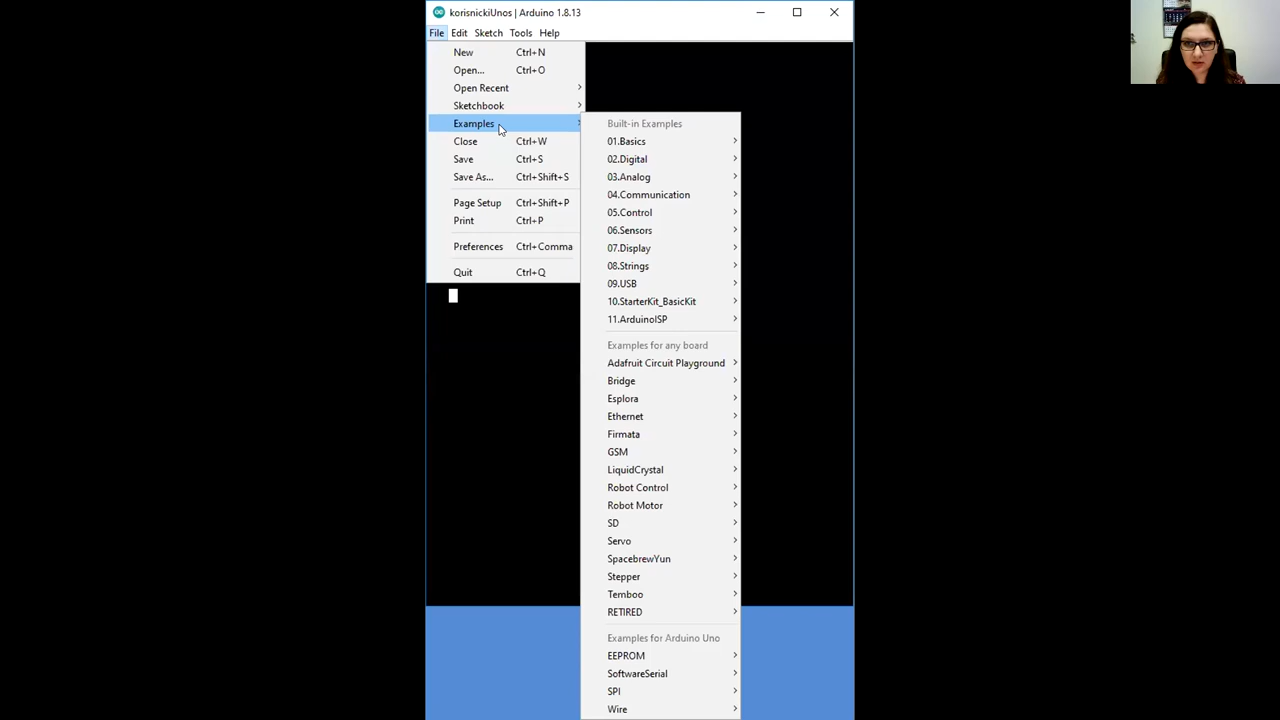 korisnickiUnos | Arduino 1.8.13
File Edit Sketch Tools Help
New Ctrl+N
Open... Ctrl+O
Open Recent
Sketchbook
Examples
Close Ctrl+W
Save Ctrl+S
Save As... Ctrl+Shift+S
Page Setup Ctrl+Shift+P
Print Ctrl+P
Preferences Ctrl+Comma
Quit Ctrl+Q
Built-in Examples
01.Basics
02.Digital
03.Analog
04.Communication
05.Control
06.Sensors
07.Display
08.Strings
09.USB
10.StarterKit_BasicKit
11.ArduinoISP
Examples for any board
Adafruit Circuit Playground
Bridge
Esplora
Ethernet
Firmata
GSM
LiquidCrystal
Robot Control
Robot Motor
SD
Servo
SpacebrewYun
Stepper
Temboo
RETIRED
Examples for Arduino Uno
EEPROM
SoftwareSerial
SPI
Wire